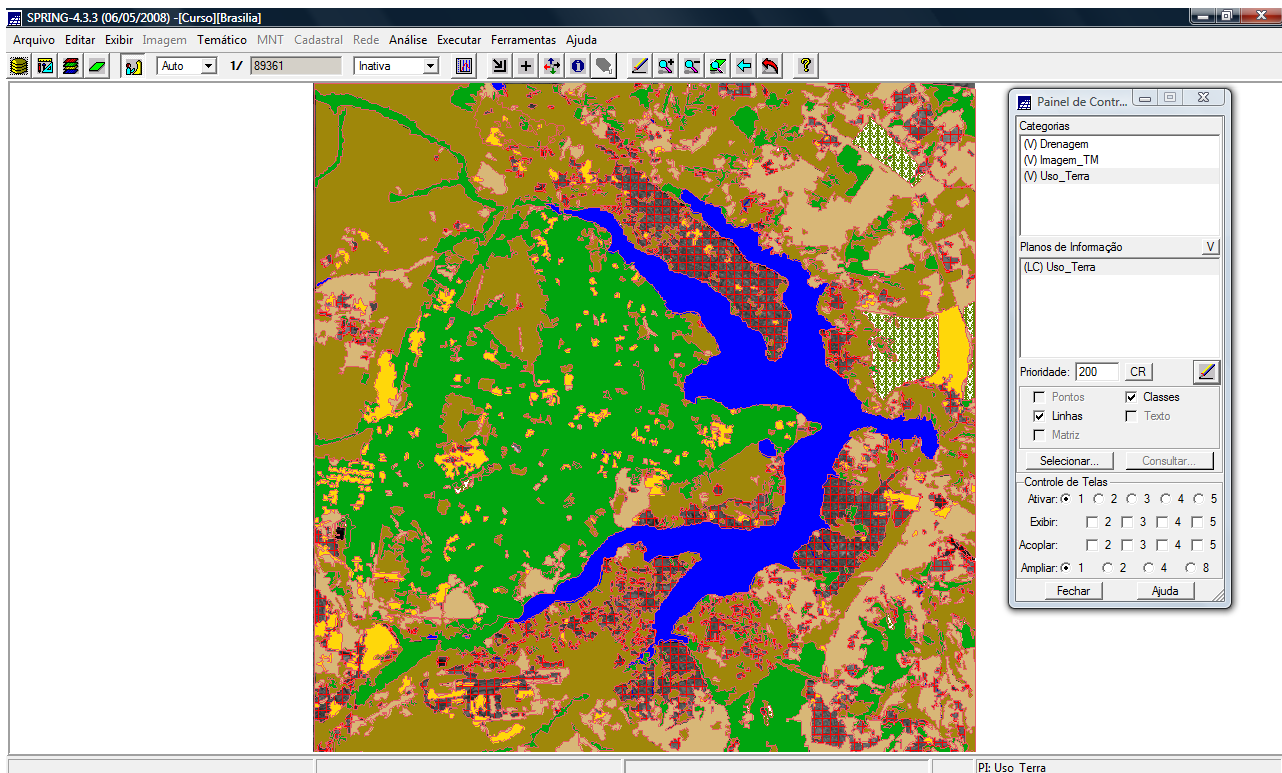 SPRING-4.3.3 (06/05/2008) -[Curso][Brasilia]
Arquivo Editar Exibir Imagem Temático MNT Cadastral Rede Análise Executar Ferramentas Ajuda
Auto 1/ 89361 Inativa
Painel de Contr...
Categorias
(V) Drenagem
(V) Imagem_TM
(V) Uso_Terra
Planos de Informação V
(LC) Uso_Terra
Prioridade: 200 CR
Pontos Classes
Linhas Texto
Matriz
Selecionar... Consultar...
Controle de Telas
Ativar: 1 2 3 4 5
Exibir: 2 3 4 5
Acoplar: 2 3 4 5
Ampliar: 1 2 4 8
Fechar Ajuda
PI: Uso_Terra